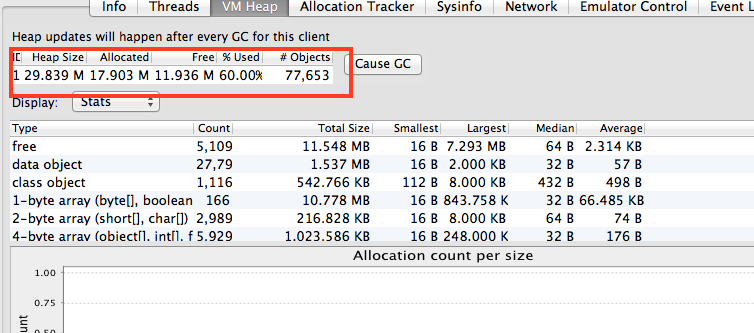 Info Threads VM Heap Allocation Tracker Sysinfo Network Emulator Control Event L
Heap updates will happen after every GC for this client
ID Heap Size Allocated Free % Used # Objects
1 29.839 M 17.903 M 11.936 M 60.00% 77,653 Cause GC
Display: Stats
Type Count Total Size Smallest Largest Median Average
free 5,109 11.548 MB 16 B 7.293 MB 64 B 2.314 KB
data object 27,79 1.537 MB 16 B 2.000 KB 32 B 57 B
class object 1,116 542.766 KB 112 B 8.000 KB 432 B 498 B
1-byte array (byte[], boolean 166 10.778 MB 16 B 843.758 K 32 B 66.485 KB
2-byte array (short[], char[]) 2,989 216.828 KB 16 B 8.000 KB 64 B 74 B
4-byte array (object[], int[], f 5,929 1,023.586 KB 16 B 248.000 K 32 B 176 B
Allocation count per size
1.00
0.75
0.50
unt